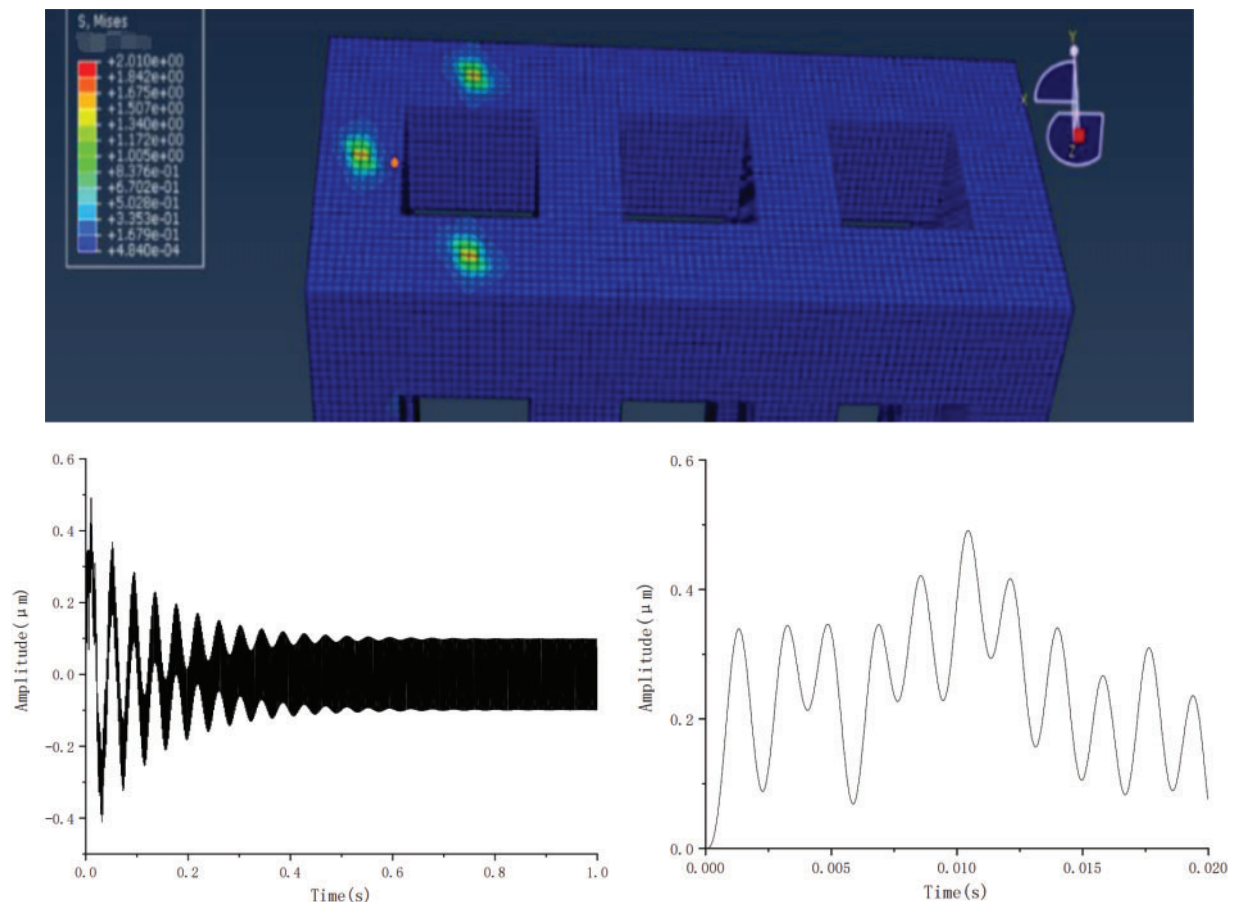 S, Mises
+2.010e+00
+1.842e+00
+1.675e+00
+1.507e+00
+1.340e+00
+1.172e+00
+1.005e+00
+8.376e-01
+6.702e-01
+5.028e-01
+3.353e-01
+1.679e-01
+4.840e-04
Y
X
Z
0.6
0.4
0.2
0.0
-0.2
-0.4
Amplitude(μm)
0.0 0.2 0.4 0.6 0.8 1.0
Time(s)
0.6
0.4
0.2
0.0
Amplitude(μm)
0.000 0.005 0.010 0.015 0.020
Time(s)